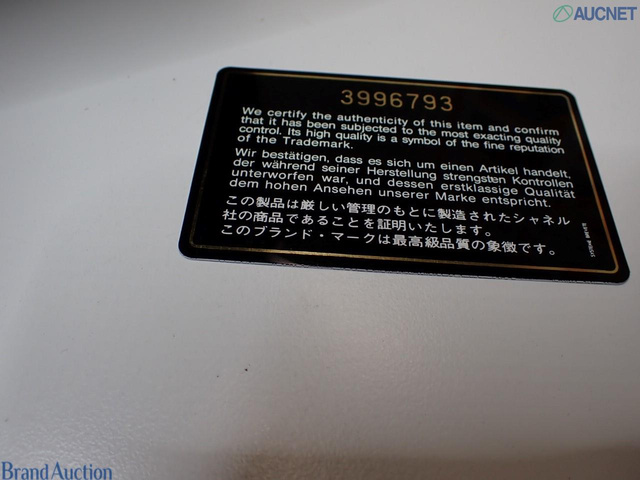 AUCNET
3996793
We certify the authenticity of this item and confirm
that it has been subjected to the most exacting quality
control. Its high quality is a symbol of the fine reputation
of the Trademark.
Wir bestätigen, dass es sich um einen Artikel handelt,
der während seiner Herstellung strengsten Kontrollen
unterworfen war, und dessen erstklassige Qualität
dem hohen Ansehen unserer Marke entspricht.
この製品は厳しい管理のもとに製造されたシャネル
社の商品であることを証明いたします。
このブランド・マークは最高級品質の象徴です。
Brand Auction